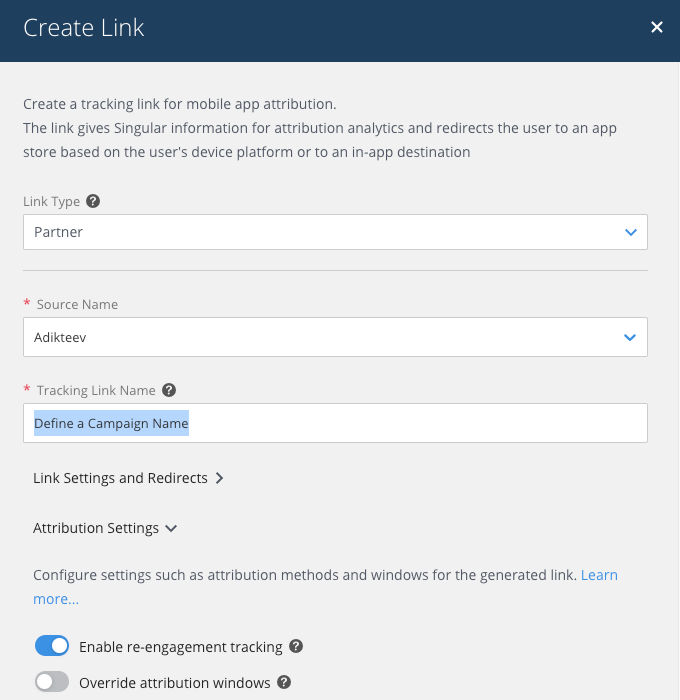 Create Link
Create a tracking link for mobile app attribution.
The link gives Singular information for attribution analytics and redirects the user to an app
store based on the user's device platform or to an in-app destination
Link Type
Partner
* Source Name
Adikteev
* Tracking Link Name
Define a Campaign Name
Link Settings and Redirects
Attribution Settings
Configure settings such as attribution methods and windows for the generated link. Learn
more...
Enable re-engagement tracking
Override attribution windows